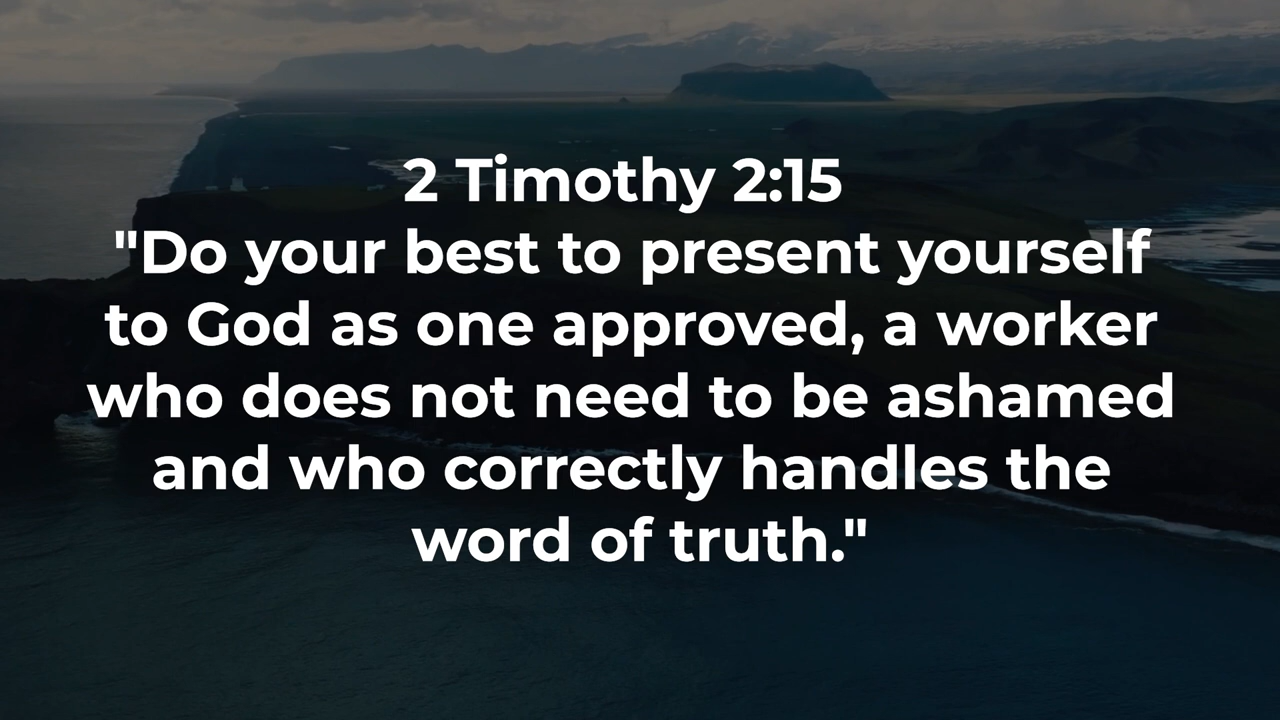 2 Timothy 2:15
"Do your best to present yourself
to God as one approved, a worker
who does not need to be ashamed
and who correctly handles the
word of truth."